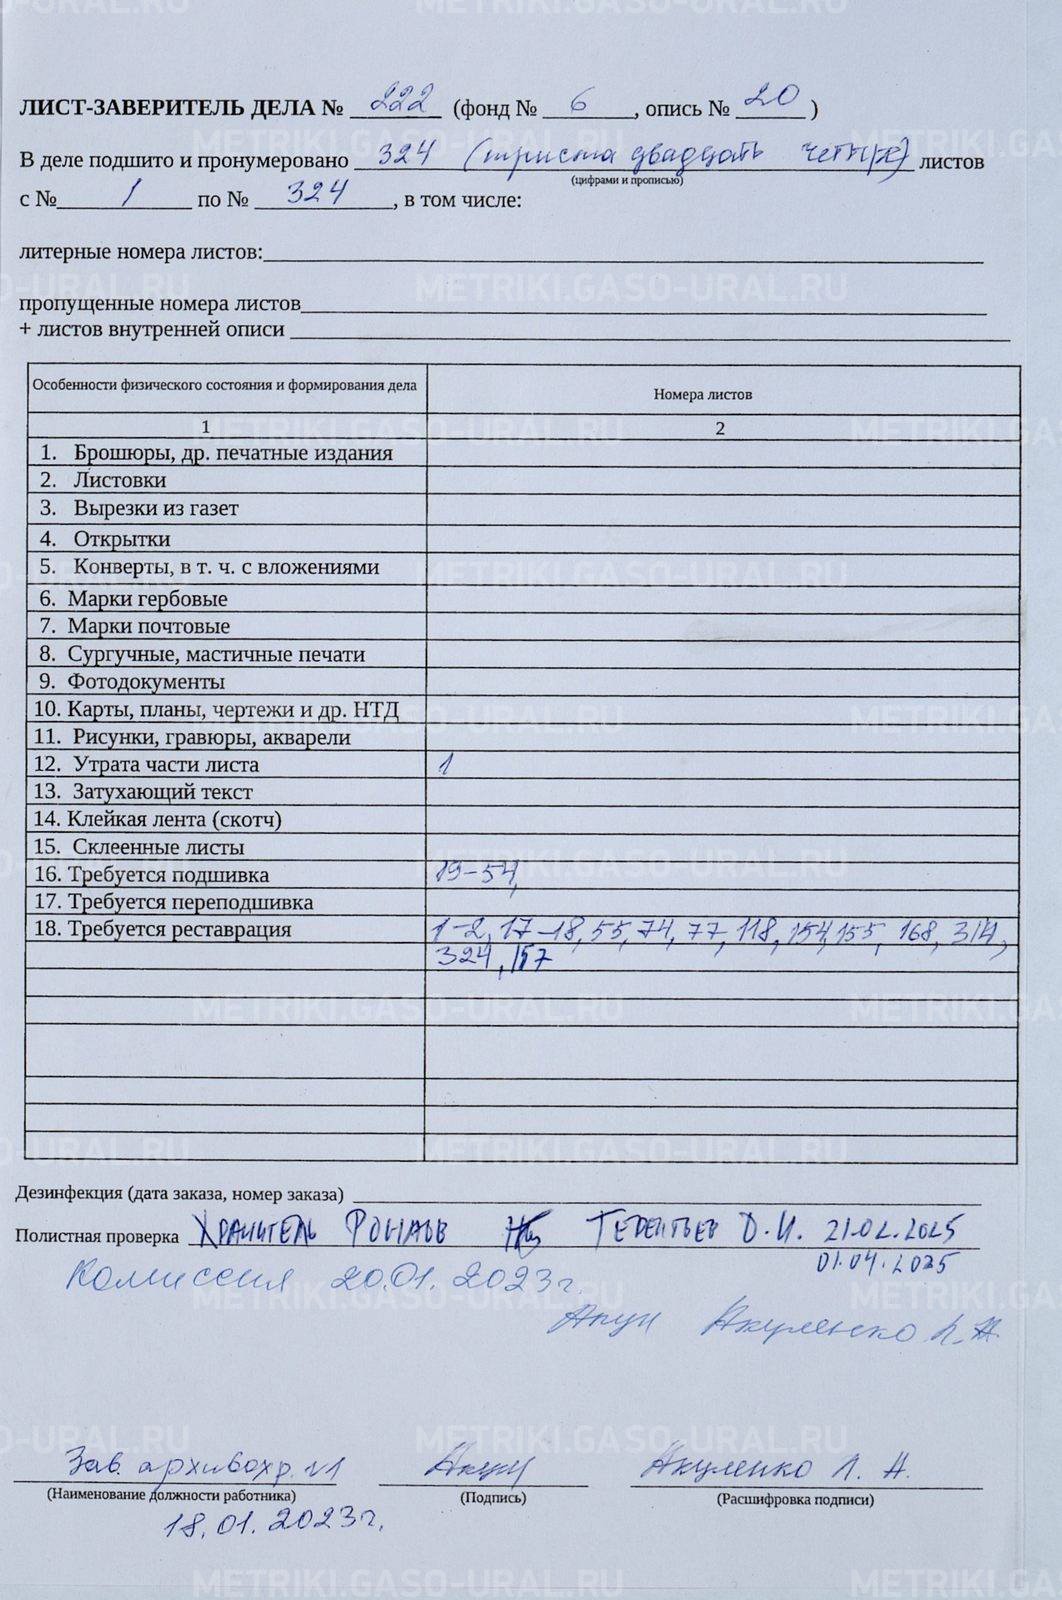 ЛИСТ-ЗАВЕРИТЕЛЬ ДЕЛА № 222 (фонд № 6, опись № 20)
В деле подшито и пронумеровано 324 (триста двадцать четыре) листов
(цифрами и прописью)
с № 1 по № 324, в том числе:
литерные номера листов:
пропущенные номера листов
+ листов внутренней описи
Особенности физического состояния и формирования дела Номера листов
1 2
1. Брошюры, др. печатные издания
2. Листовки
3. Вырезки из газет
4. Открытки
5. Конверты, в т. ч. с вложениями
6. Марки гербовые
7. Марки почтовые
8. Сургучные, мастичные печати
9. Фотодокументы
10. Карты, планы, чертежи и др. НТД
11. Рисунки, гравюры, акварели
12. Утрата части листа 1
13. Затухающий текст
14. Клейкая лента (скотч)
15. Склеенные листы
16. Требуется подшивка 19-54,
17. Требуется переподшивка
18. Требуется реставрация 1-2, 17-18, 55, 74, 77, 118, 154, 155, 168, 314,
324, 157
Дезинфекция (дата заказа, номер заказа)
Полистная проверка Хранитель фондов Терентьев О.И. 21.02.2025
01.04.2025
Комиссия 20.01.2023г.
Акул Якуленко Л.А
Зав. архивохр. №1 Акул Якуленко Л. А.
(Наименование должности работника) (Подпись) (Расшифровка подписи)
18.01.2023г.
METRIKI.GASO-URAL.RU